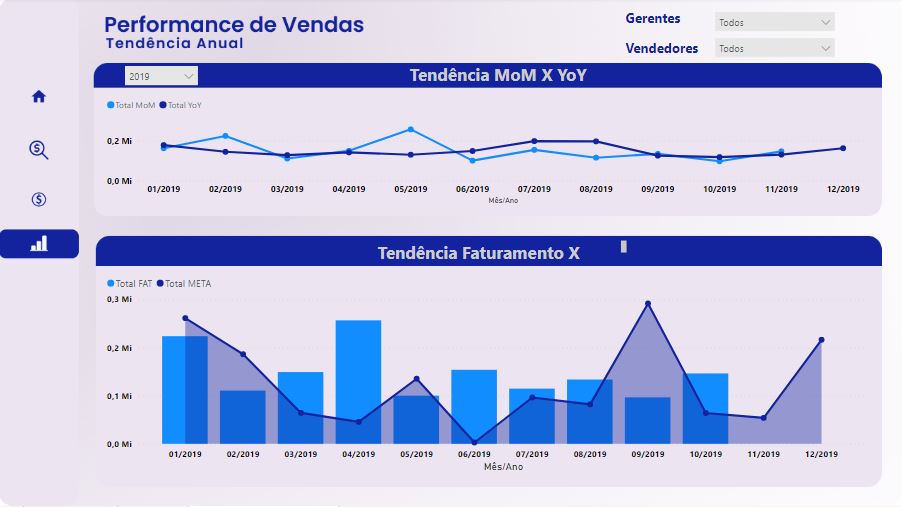 Performance de Vendas
Tendência Anual
Gerentes
Todos
Vendedores
Todos
2019
Tendência MoM X YoY
Total MoM Total YoY
0,2 Mi
0,0 Mi
01/2019 02/2019 03/2019 04/2019 05/2019 06/2019 07/2019 08/2019 09/2019 10/2019 11/2019 12/2019
Mês/Ano
Tendência Faturamento X
Total FAT Total META
0,3 Mi
0,2 Mi
0,1 Mi
0,0 Mi
01/2019 02/2019 03/2019 04/2019 05/2019 06/2019 07/2019 08/2019 09/2019 10/2019 11/2019 12/2019
Mês/Ano